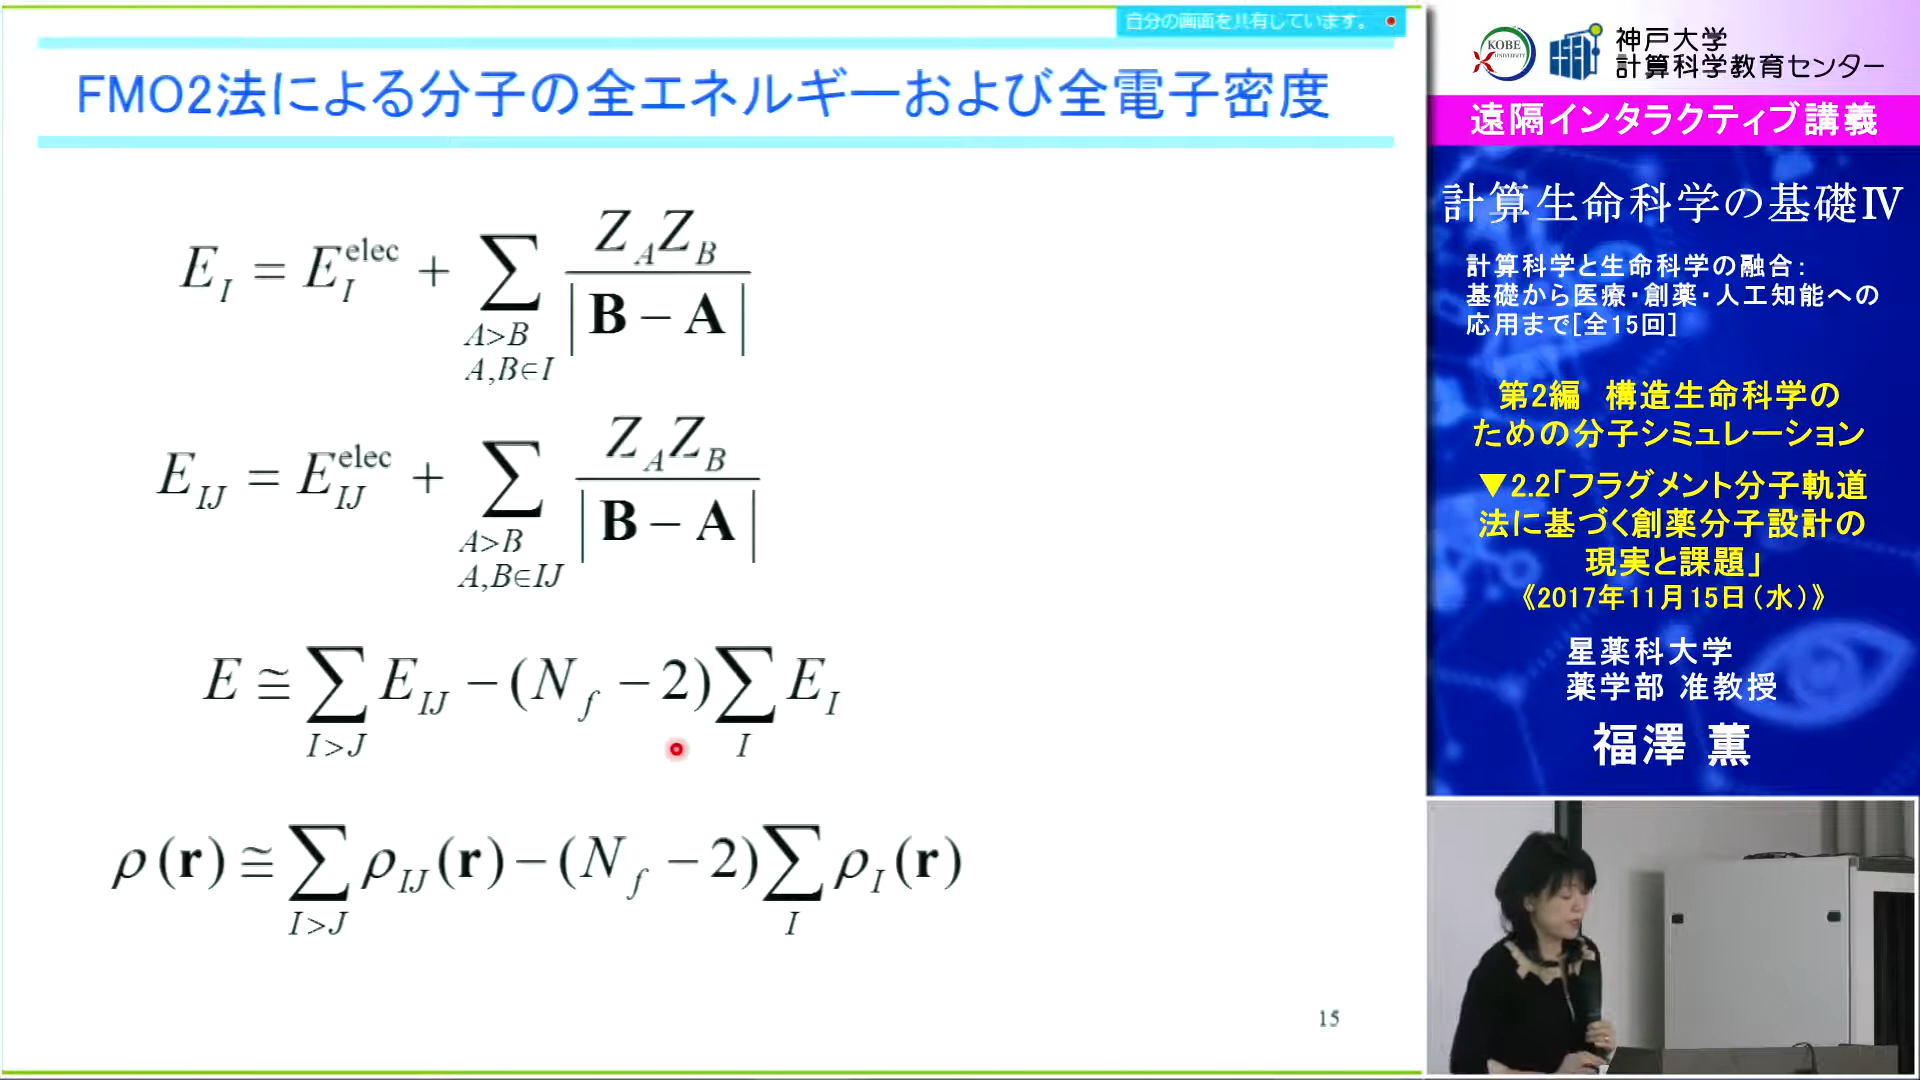 自分の画面を共有しています。
FMO2法による分子の全エネルギーおよび全電子密度
E_I = E_I^elec + ∑_{A>B A,B∈I} Z_A Z_B / |B − A|
E_IJ = E_IJ^elec + ∑_{A>B A,B∈IJ} Z_A Z_B / |B − A|
E ≅ ∑_{I>J} E_IJ − (N_f − 2) ∑_I E_I
ρ(r) ≅ ∑_{I>J} ρ_IJ(r) − (N_f − 2) ∑_I ρ_I(r)
15
KOBE
UNIVERSITY
神戸大学
計算科学教育センター
遠隔インタラクティブ講義
計算生命科学の基礎Ⅳ
計算科学と生命科学の融合：
基礎から医療・創薬・人工知能への
応用まで[全15回]
第2編 構造生命科学の
ための分子シミュレーション
▼2.2「フラグメント分子軌道
法に基づく創薬分子設計の
現実と課題」
《2017年11月15日（水）》
星薬科大学
薬学部 准教授
福澤 薫